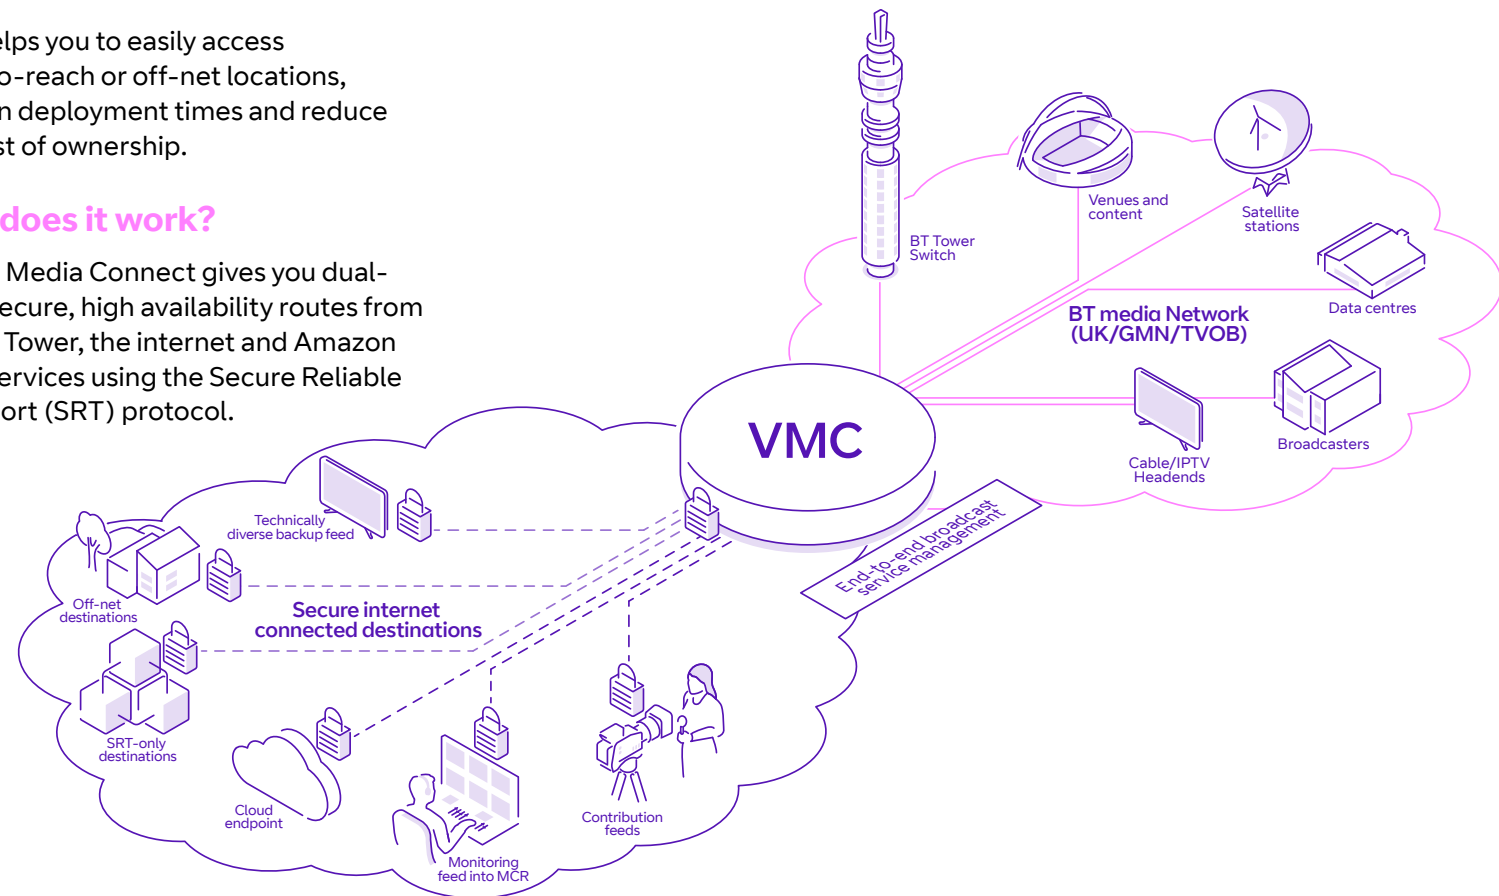 elps you to easily access
o-reach or off-net locations,
n deployment times and reduce
st of ownership.
does it work?
Media Connect gives you dual-
ecure, high availability routes from
Tower, the internet and Amazon
ervices using the Secure Reliable
ort (SRT) protocol.
BT Tower
Switch
Venues and
content
Satellite
stations
Data centres
BT media Network
(UK/GMN/TVOB)
Broadcasters
Cable/IPTV
Headends
VMC
End-to-end broadcast
service management
Technically
diverse backup feed
Off-net
destinations
Secure internet
connected destinations
SRT-only
destinations
Cloud
endpoint
Monitoring
feed into MCR
Contribution
feeds